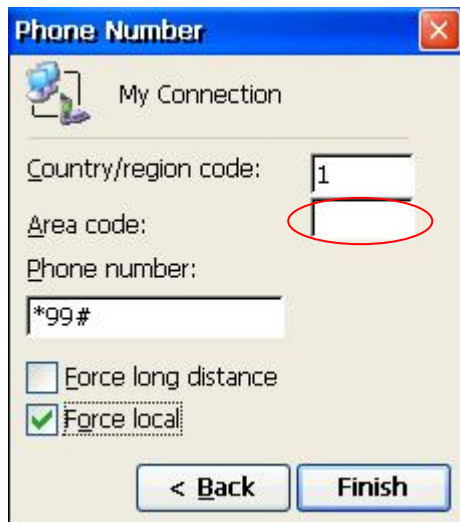 Phone Number
My Connection
Country/region code: 1
Area code:
Phone number:
*99#
Force long distance
Force local
< Back Finish